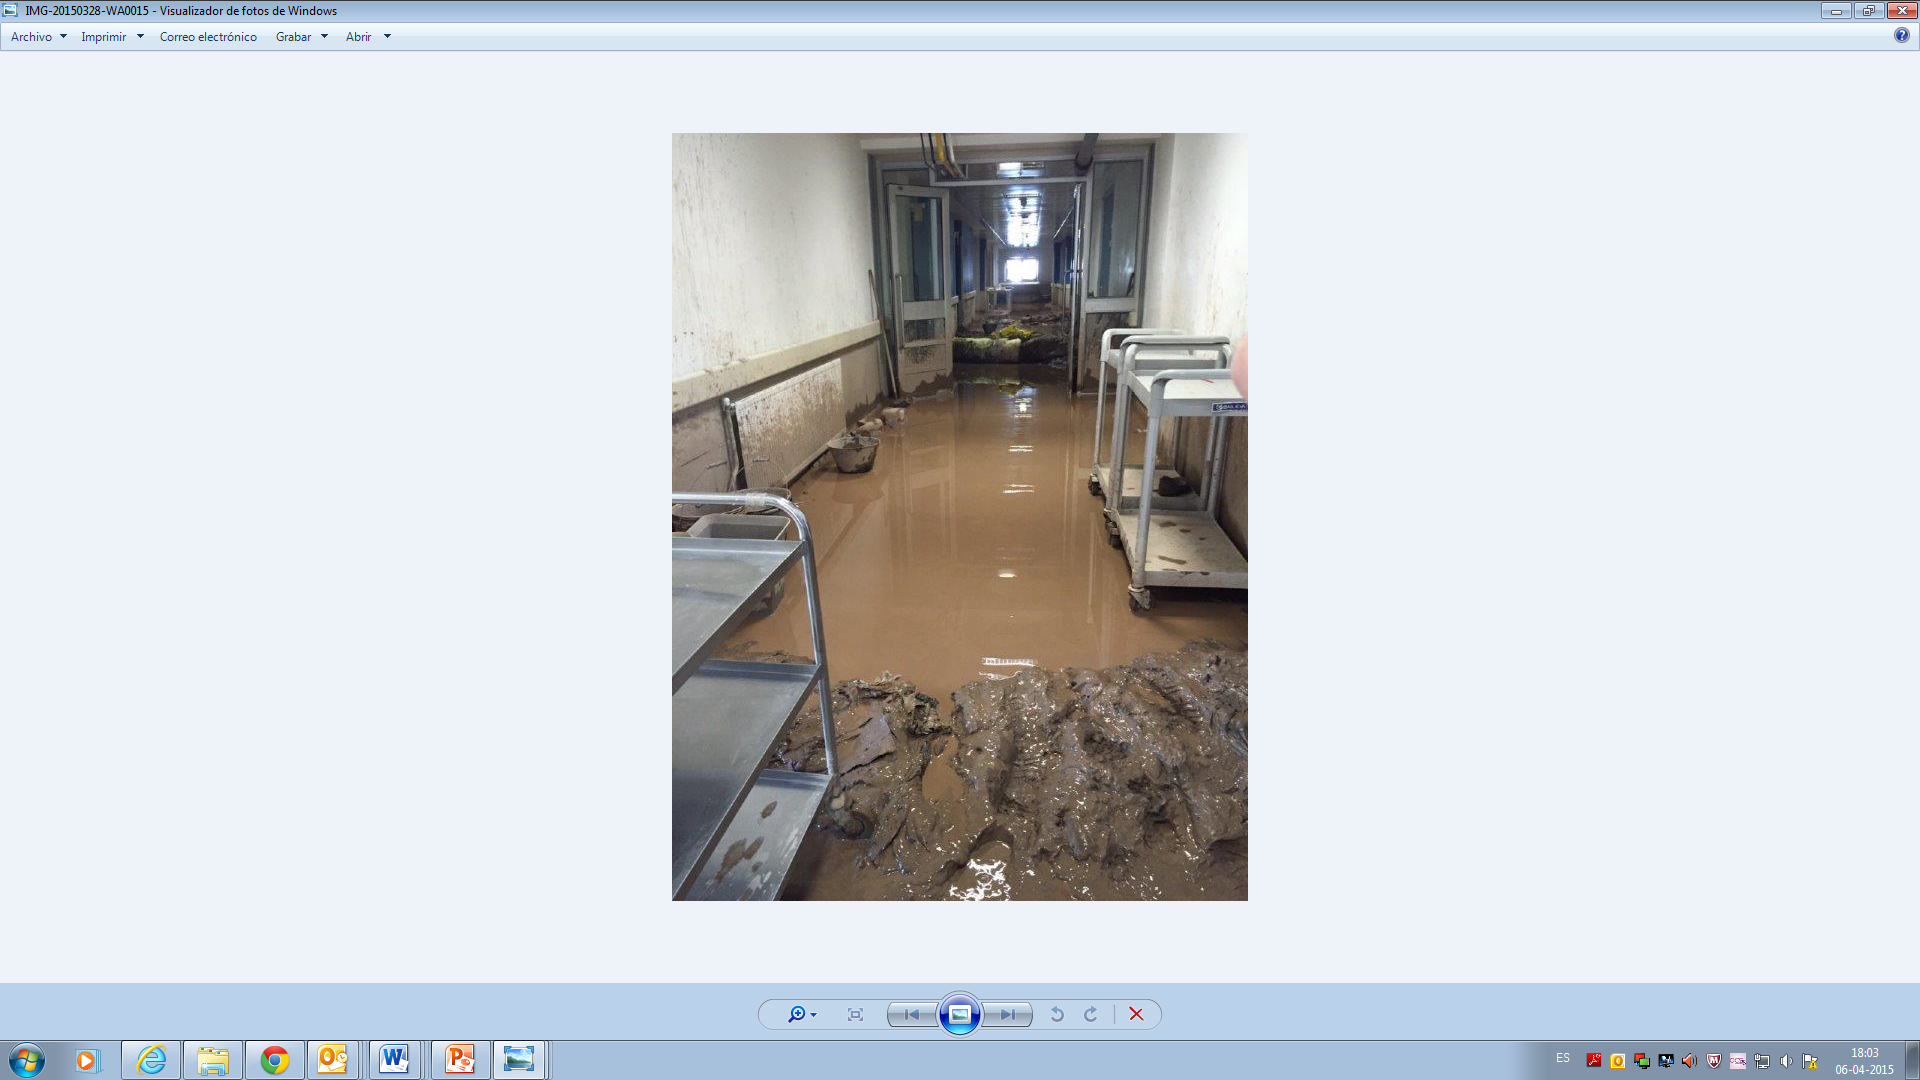 IMG-20150328-WA0015 - Visualizador de fotos de Windows
Archivo Imprimir Correo electrónico Grabar Abrir
ES
18:03
06-04-2015